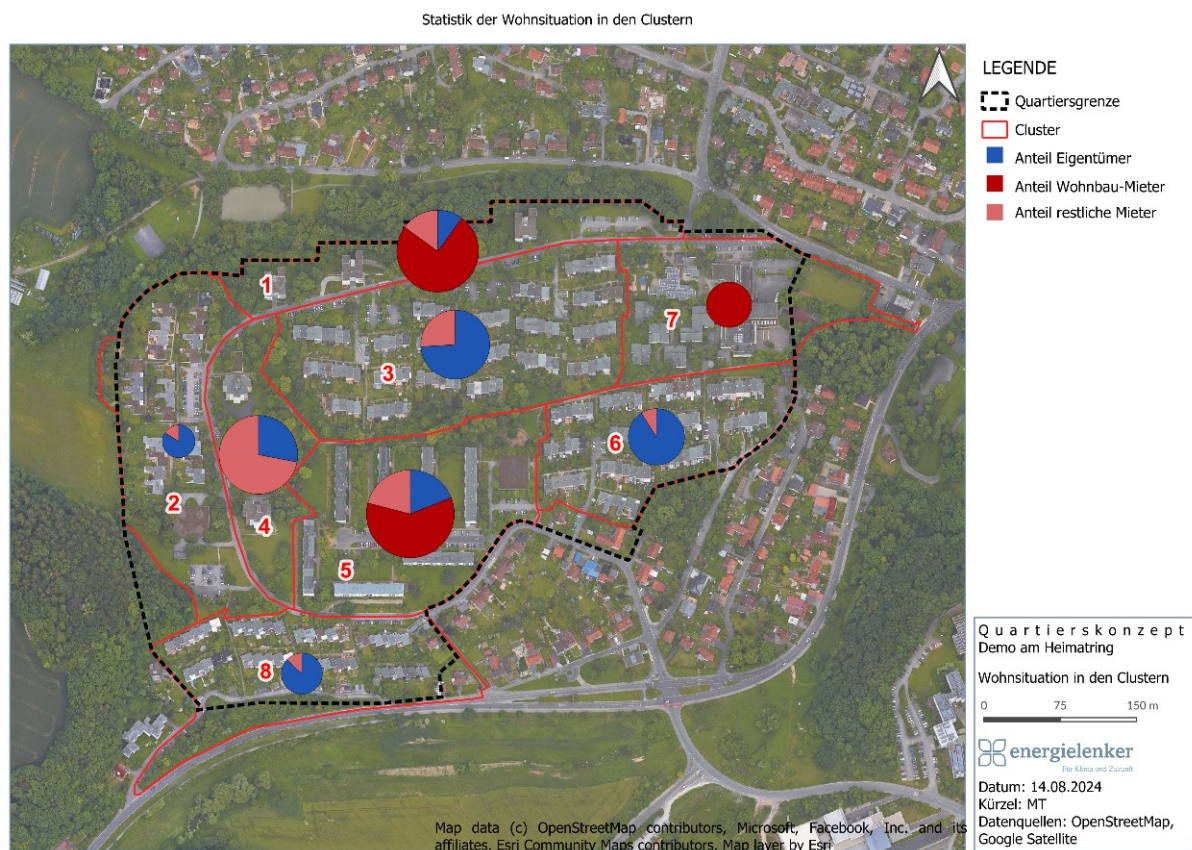 Statistik der Wohnsituation in den Clustern
LEGENDE
Quartiersgrenze
Cluster
Anteil Eigentümer
Anteil Wohnbau-Mieter
Anteil restliche Mieter
1
7
3
6
2
4
5
8
Quartierskonzept
Demo am Heimatring
Wohnsituation in den Clustern
0 75 150 m
energielenker
Für Klima und Zukunft
Datum: 14.08.2024
Kürzel: MT
Datenquellen: OpenStreetMap,
Google Satellite
Map data (c) OpenStreetMap contributors, Microsoft, Facebook, Inc. and its
affiliates, Esri Community Maps contributors, Map layer by Esri